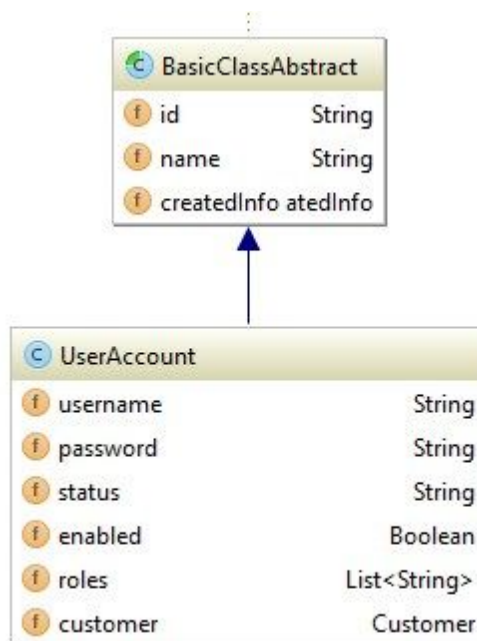 BasicClassAbstract
id String
name String
createdInfo atedInfo
UserAccount
username String
password String
status String
enabled Boolean
roles List<String>
customer Customer